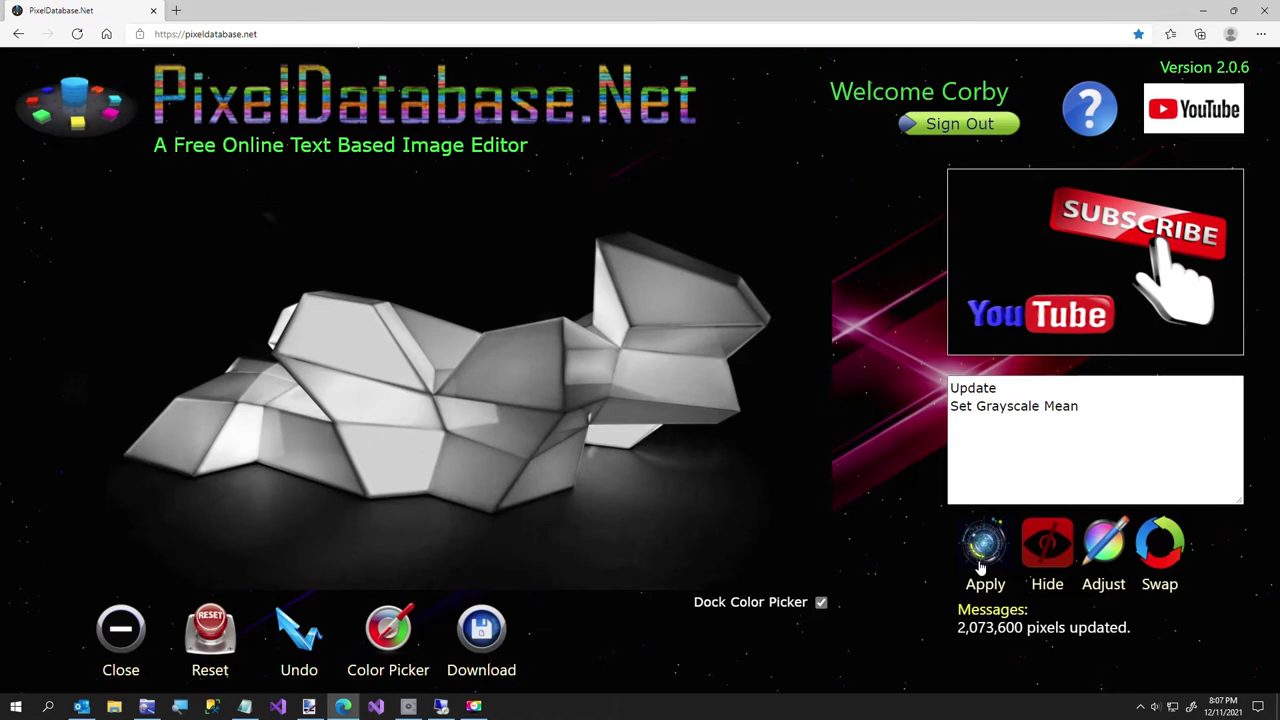 PixelDatabase.Net
https://pixeldatabase.net
PixelDatabase.Net
A Free Online Text Based Image Editor
Welcome Corby
Sign Out
?
Version 2.0.6
YouTube
SUBSCRIBE
YouTube
Update
Set Grayscale Mean
Apply
Hide
Adjust
Swap
Messages:
2,073,600 pixels updated.
Dock Color Picker
RESET
Close
Reset
Undo
Color Picker
Download
8:07 PM
12/11/2021